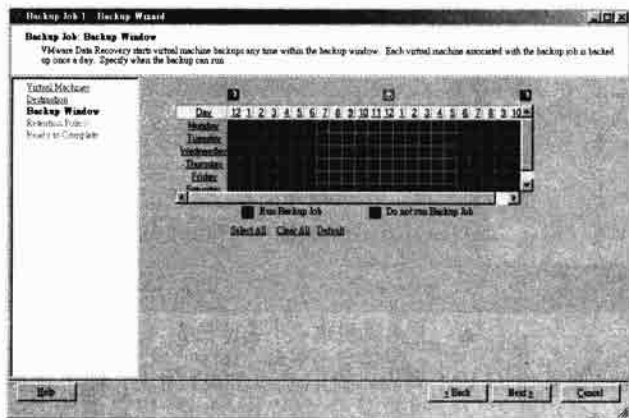 Backup Job 1 - Backup Wizard
Backup Job: Backup Window
VMware Data Recovery starts virtual machine backups any time within the backup window. Each virtual machine associated with the backup job is backed
up once a day. Specify when the backup can run
Virtual Machines
Destination
Backup Window
Retention Policy
Ready to Complete
Day 12 1 2 3 4 5 6 7 8 9 10 11 12 1 2 3 4 5 6 7 8 9 10
Monday
Tuesday
Wednesday
Thursday
Friday
Saturday
Run Backup Job Do not run Backup Job
Select All Clear All Default
Help < Back Next > Cancel